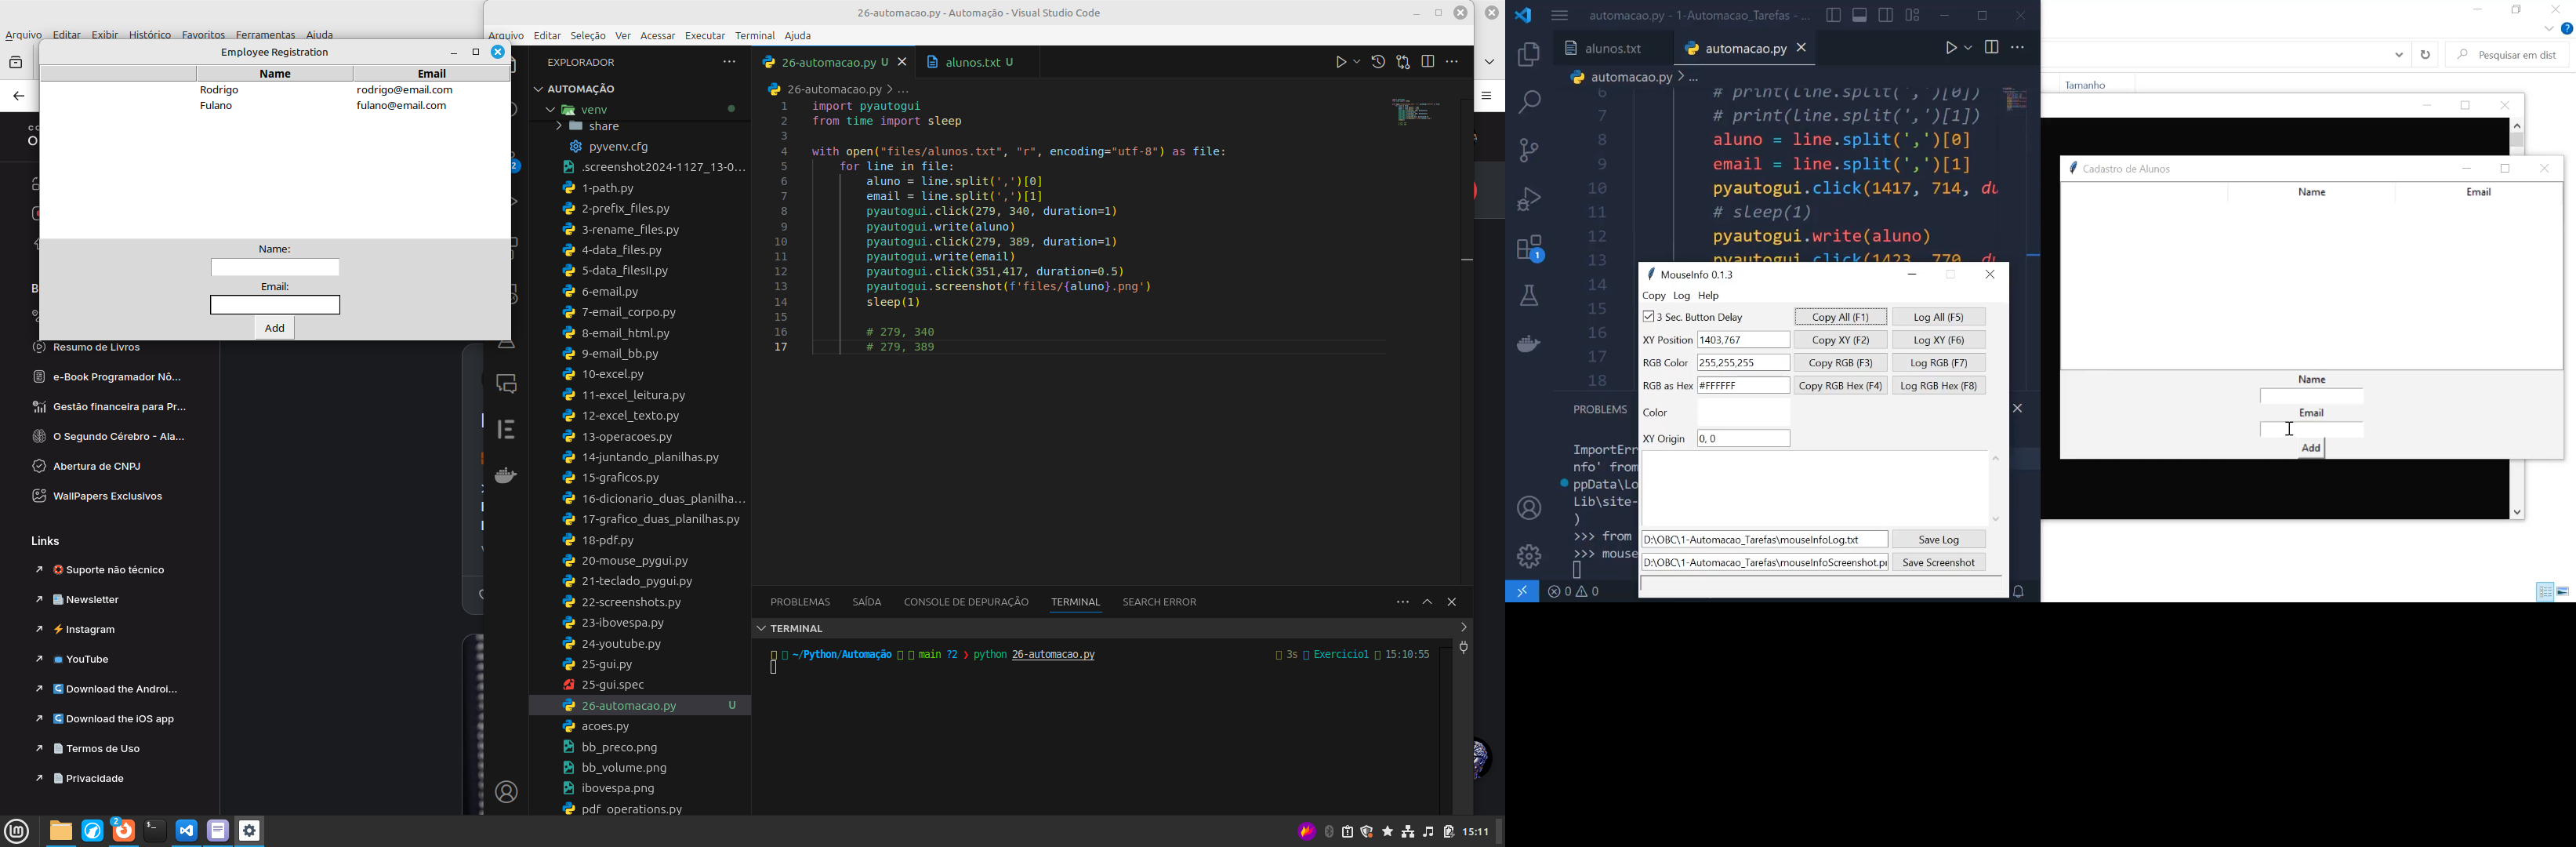 Arquivo Editar Exibir Histórico Favoritos Ferramentas Ajuda
Employee Registration
Name Email
Rodrigo rodrigo@email.com
Fulano fulano@email.com
Name:
Email:
Add
Resumo de Livros
e-Book Programador Nô...
Gestão financeira para Pr...
O Segundo Cérebro - Ala...
Abertura de CNPJ
WallPapers Exclusivos
Links
Suporte não técnico
Newsletter
Instagram
YouTube
Download the Androi...
Download the iOS app
Termos de Uso
Privacidade
26-automacao.py - Automação - Visual Studio Code
Arquivo Editar Seleção Ver Acessar Executar Terminal Ajuda
EXPLORADOR
AUTOMAÇÃO
venv
share
pyvenv.cfg
.screenshot2024-1127_13-0...
1-path.py
2-prefix_files.py
3-rename_files.py
4-data_files.py
5-data_filesII.py
6-email.py
7-email_corpo.py
8-email_html.py
9-email_bb.py
10-excel.py
11-excel_leitura.py
12-excel_texto.py
13-operacoes.py
14-juntando_planilhas.py
15-graficos.py
16-dicionario_duas_planilha...
17-grafico_duas_planilhas.py
18-pdf.py
20-mouse_pygui.py
21-teclado_pygui.py
22-screenshots.py
23-ibovespa.py
24-youtube.py
25-gui.py
25-gui.spec
26-automacao.py U
acoes.py
bb_preco.png
bb_volume.png
ibovespa.png
pdf_operations.py
26-automacao.py U alunos.txt U
26-automacao.py > ...
1 import pyautogui
2 from time import sleep
3
4 with open("files/alunos.txt", "r", encoding="utf-8") as file:
5 for line in file:
6 aluno = line.split(',')[0]
7 email = line.split(',')[1]
8 pyautogui.click(279, 340, duration=1)
9 pyautogui.write(aluno)
10 pyautogui.click(279, 389, duration=1)
11 pyautogui.write(email)
12 pyautogui.click(351,417, duration=0.5)
13 pyautogui.screenshot(f'files/{aluno}.png')
14 sleep(1)
15
16 # 279, 340
17 # 279, 389
PROBLEMAS SAÍDA CONSOLE DE DEPURAÇÃO TERMINAL SEARCH ERROR
TERMINAL
~/Python/Automação main ?2 ❯ python 26-automacao.py 3s Exercicio1 15:10:55
15:11
automacao.py - 1-Automacao_Tarefas - ...
alunos.txt automacao.py
automacao.py > ...
6 # print(line.split(',')[0])
7 # print(line.split(',')[1])
8 aluno = line.split(',')[0]
9 email = line.split(',')[1]
10 pyautogui.click(1417, 714, du
11 # sleep(1)
12 pyautogui.write(aluno)
13 pyautogui.click(1423, 770, du
14
15
16
17
18
PROBLEMS
ImportErr
nfo' from
ppData\Lo
Lib\site-
)
>>> from
>>> mouse
0 0
MouseInfo 0.1.3
Copy Log Help
3 Sec. Button Delay Copy All (F1) Log All (F5)
XY Position 1403,767 Copy XY (F2) Log XY (F6)
RGB Color 255,255,255 Copy RGB (F3) Log RGB (F7)
RGB as Hex #FFFFFF Copy RGB Hex (F4) Log RGB Hex (F8)
Color
XY Origin 0, 0
D:\OBC\1-Automacao_Tarefas\mouseInfoLog.txt Save Log
D:\OBC\1-Automacao_Tarefas\mouseInfoScreenshot.p Save Screenshot
Pesquisar em dist
Tamanho
Cadastro de Alunos
Name Email
Name
Email
Add